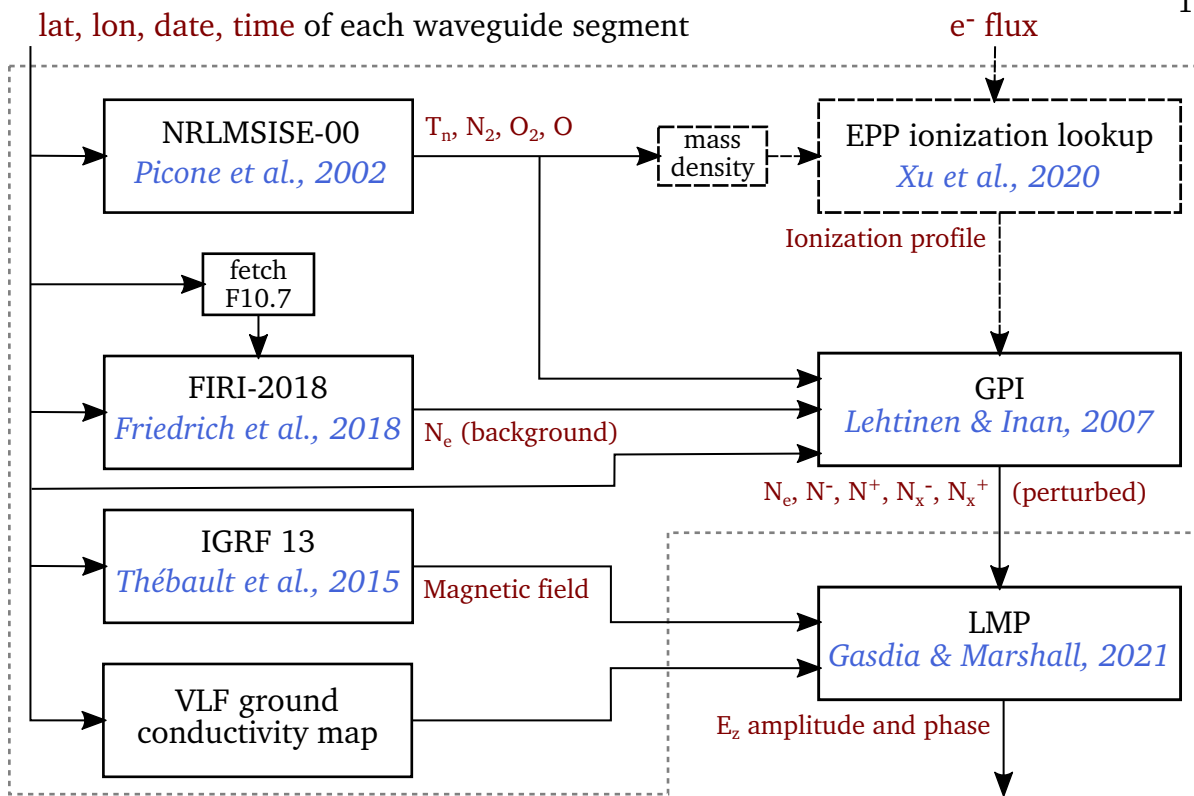 1
lat, lon, date, time of each waveguide segment
e⁻ flux
NRLMSISE-00
Picone et al., 2002
Tₙ, N₂, O₂, O
mass
density
EPP ionization lookup
Xu et al., 2020
Ionization profile
fetch
F10.7
FIRI-2018
Friedrich et al., 2018
Nₑ (background)
GPI
Lehtinen & Inan, 2007
Nₑ, N⁻, N⁺, Nₓ⁻, Nₓ⁺ (perturbed)
IGRF 13
Thébault et al., 2015
Magnetic field
LMP
Gasdia & Marshall, 2021
VLF ground
conductivity map
E_z amplitude and phase